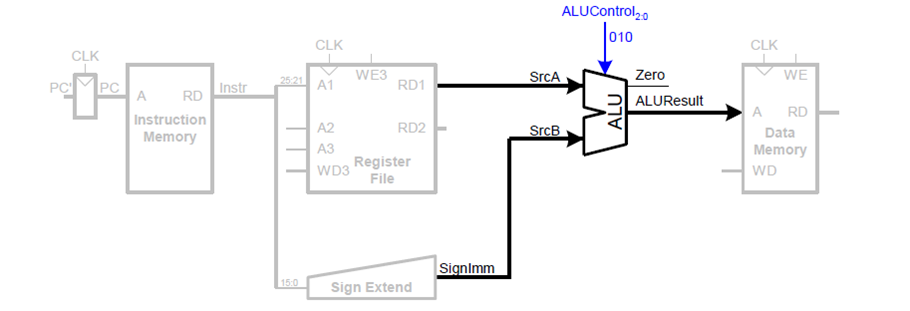 ALUControl2:0
010
CLK
CLK
CLK
PC'
PC
A
RD
Instr
Instruction
Memory
25:21
A1
WE3
RD1
A2
RD2
A3
WD3
Register
File
SrcA
SrcB
ALU
Zero
ALUResult
WE
A
RD
Data
Memory
WD
15:0
Sign Extend
SignImm